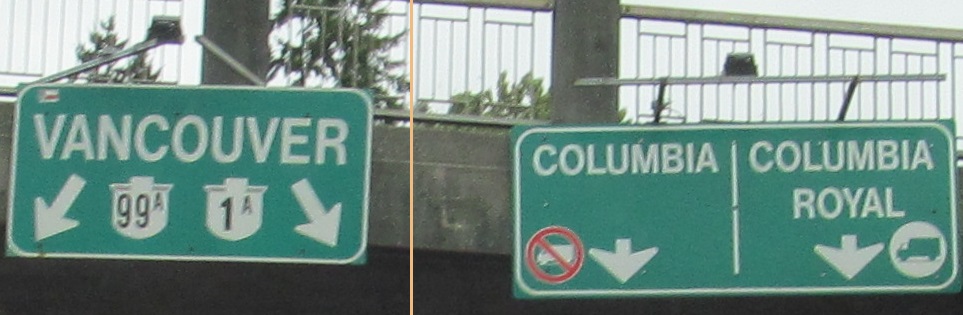 VANCOUVER
99A 1A
COLUMBIA
COLUMBIA
ROYAL